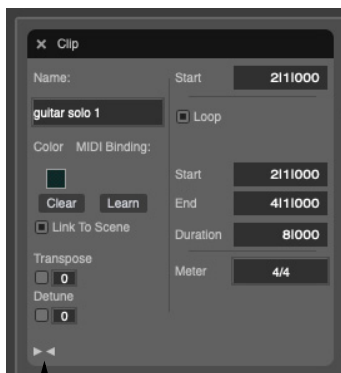 Clip
Name:
guitar solo 1
Color MIDI Binding:
Clear Learn
Link To Scene
Transpose
0
Detune
0
Start 2|1|000
Loop
Start 2|1|000
End 4|1|000
Duration 8|000
Meter 4/4